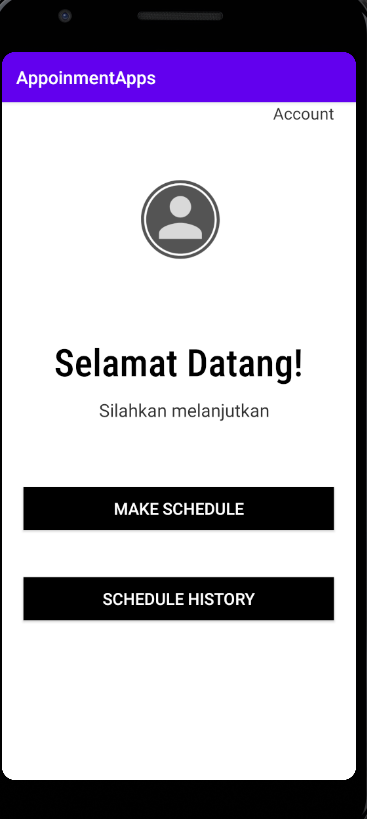 AppoinmentApps
Account
Selamat Datang!
Silahkan melanjutkan
MAKE SCHEDULE
SCHEDULE HISTORY